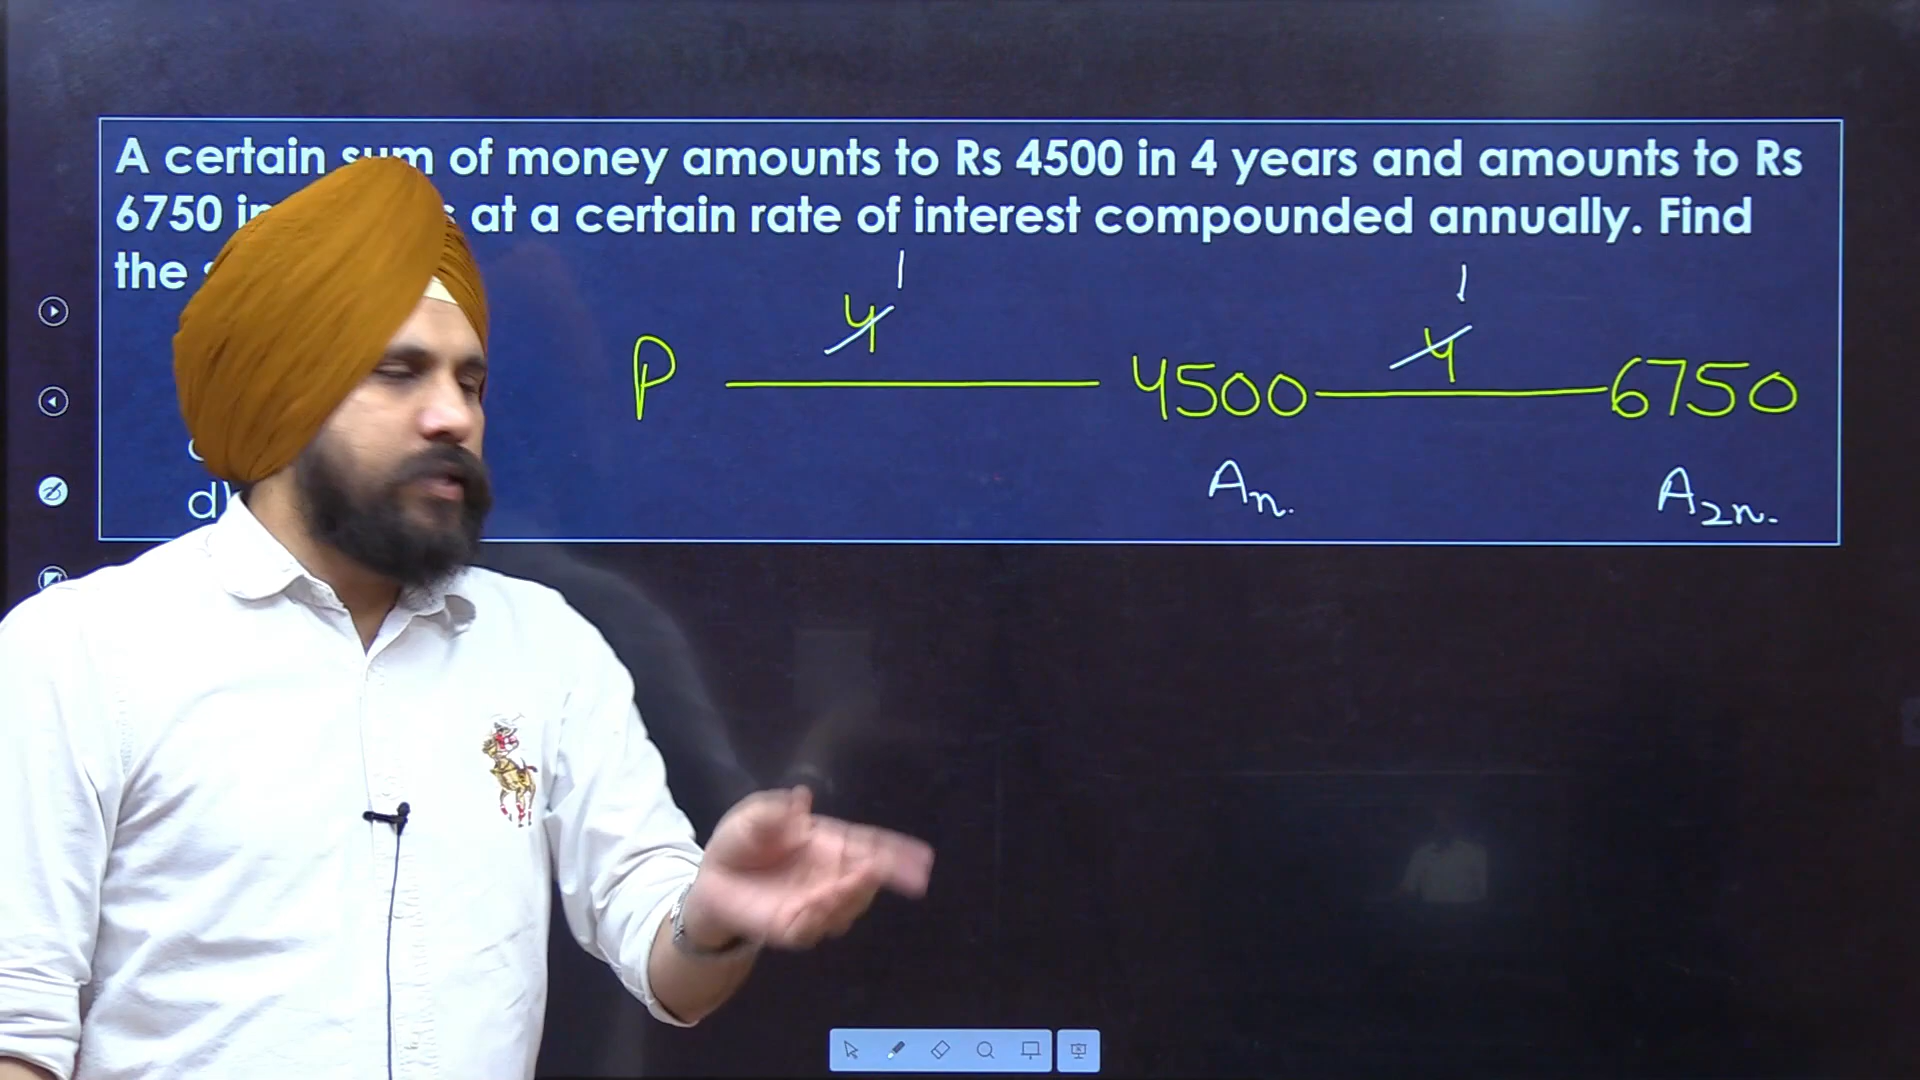 A certain sum of money amounts to Rs 4500 in 4 years and amounts to Rs
6750 in at a certain rate of interest compounded annually. Find
the
1 1
4 4
P 4500 6750
An. A2n.
d)